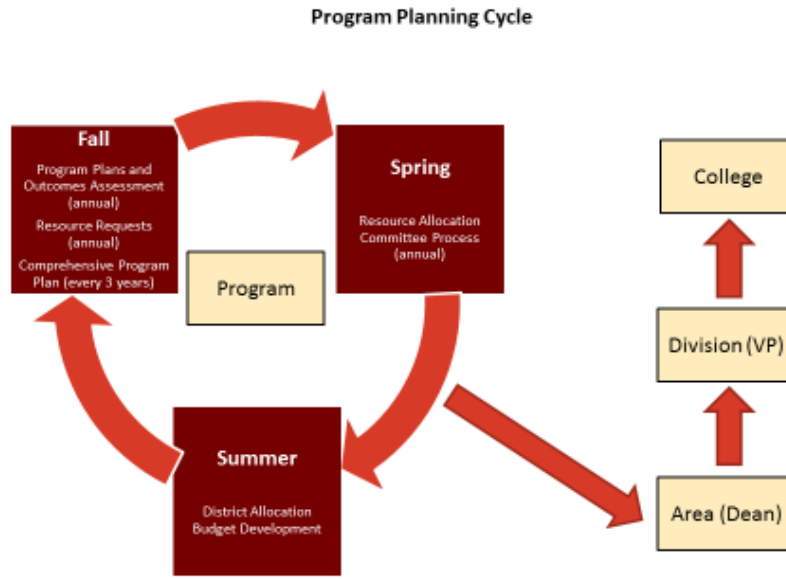 Program Planning Cycle
Fall
Program Plans and
Outcomes Assessment
(annual)
Resource Requests
(annual)
Comprehensive Program
Plan (every 3 years)
Spring
Resource Allocation
Committee Process
(annual)
Program
Summer
District Allocation
Budget Development
College
Division (VP)
Area (Dean)